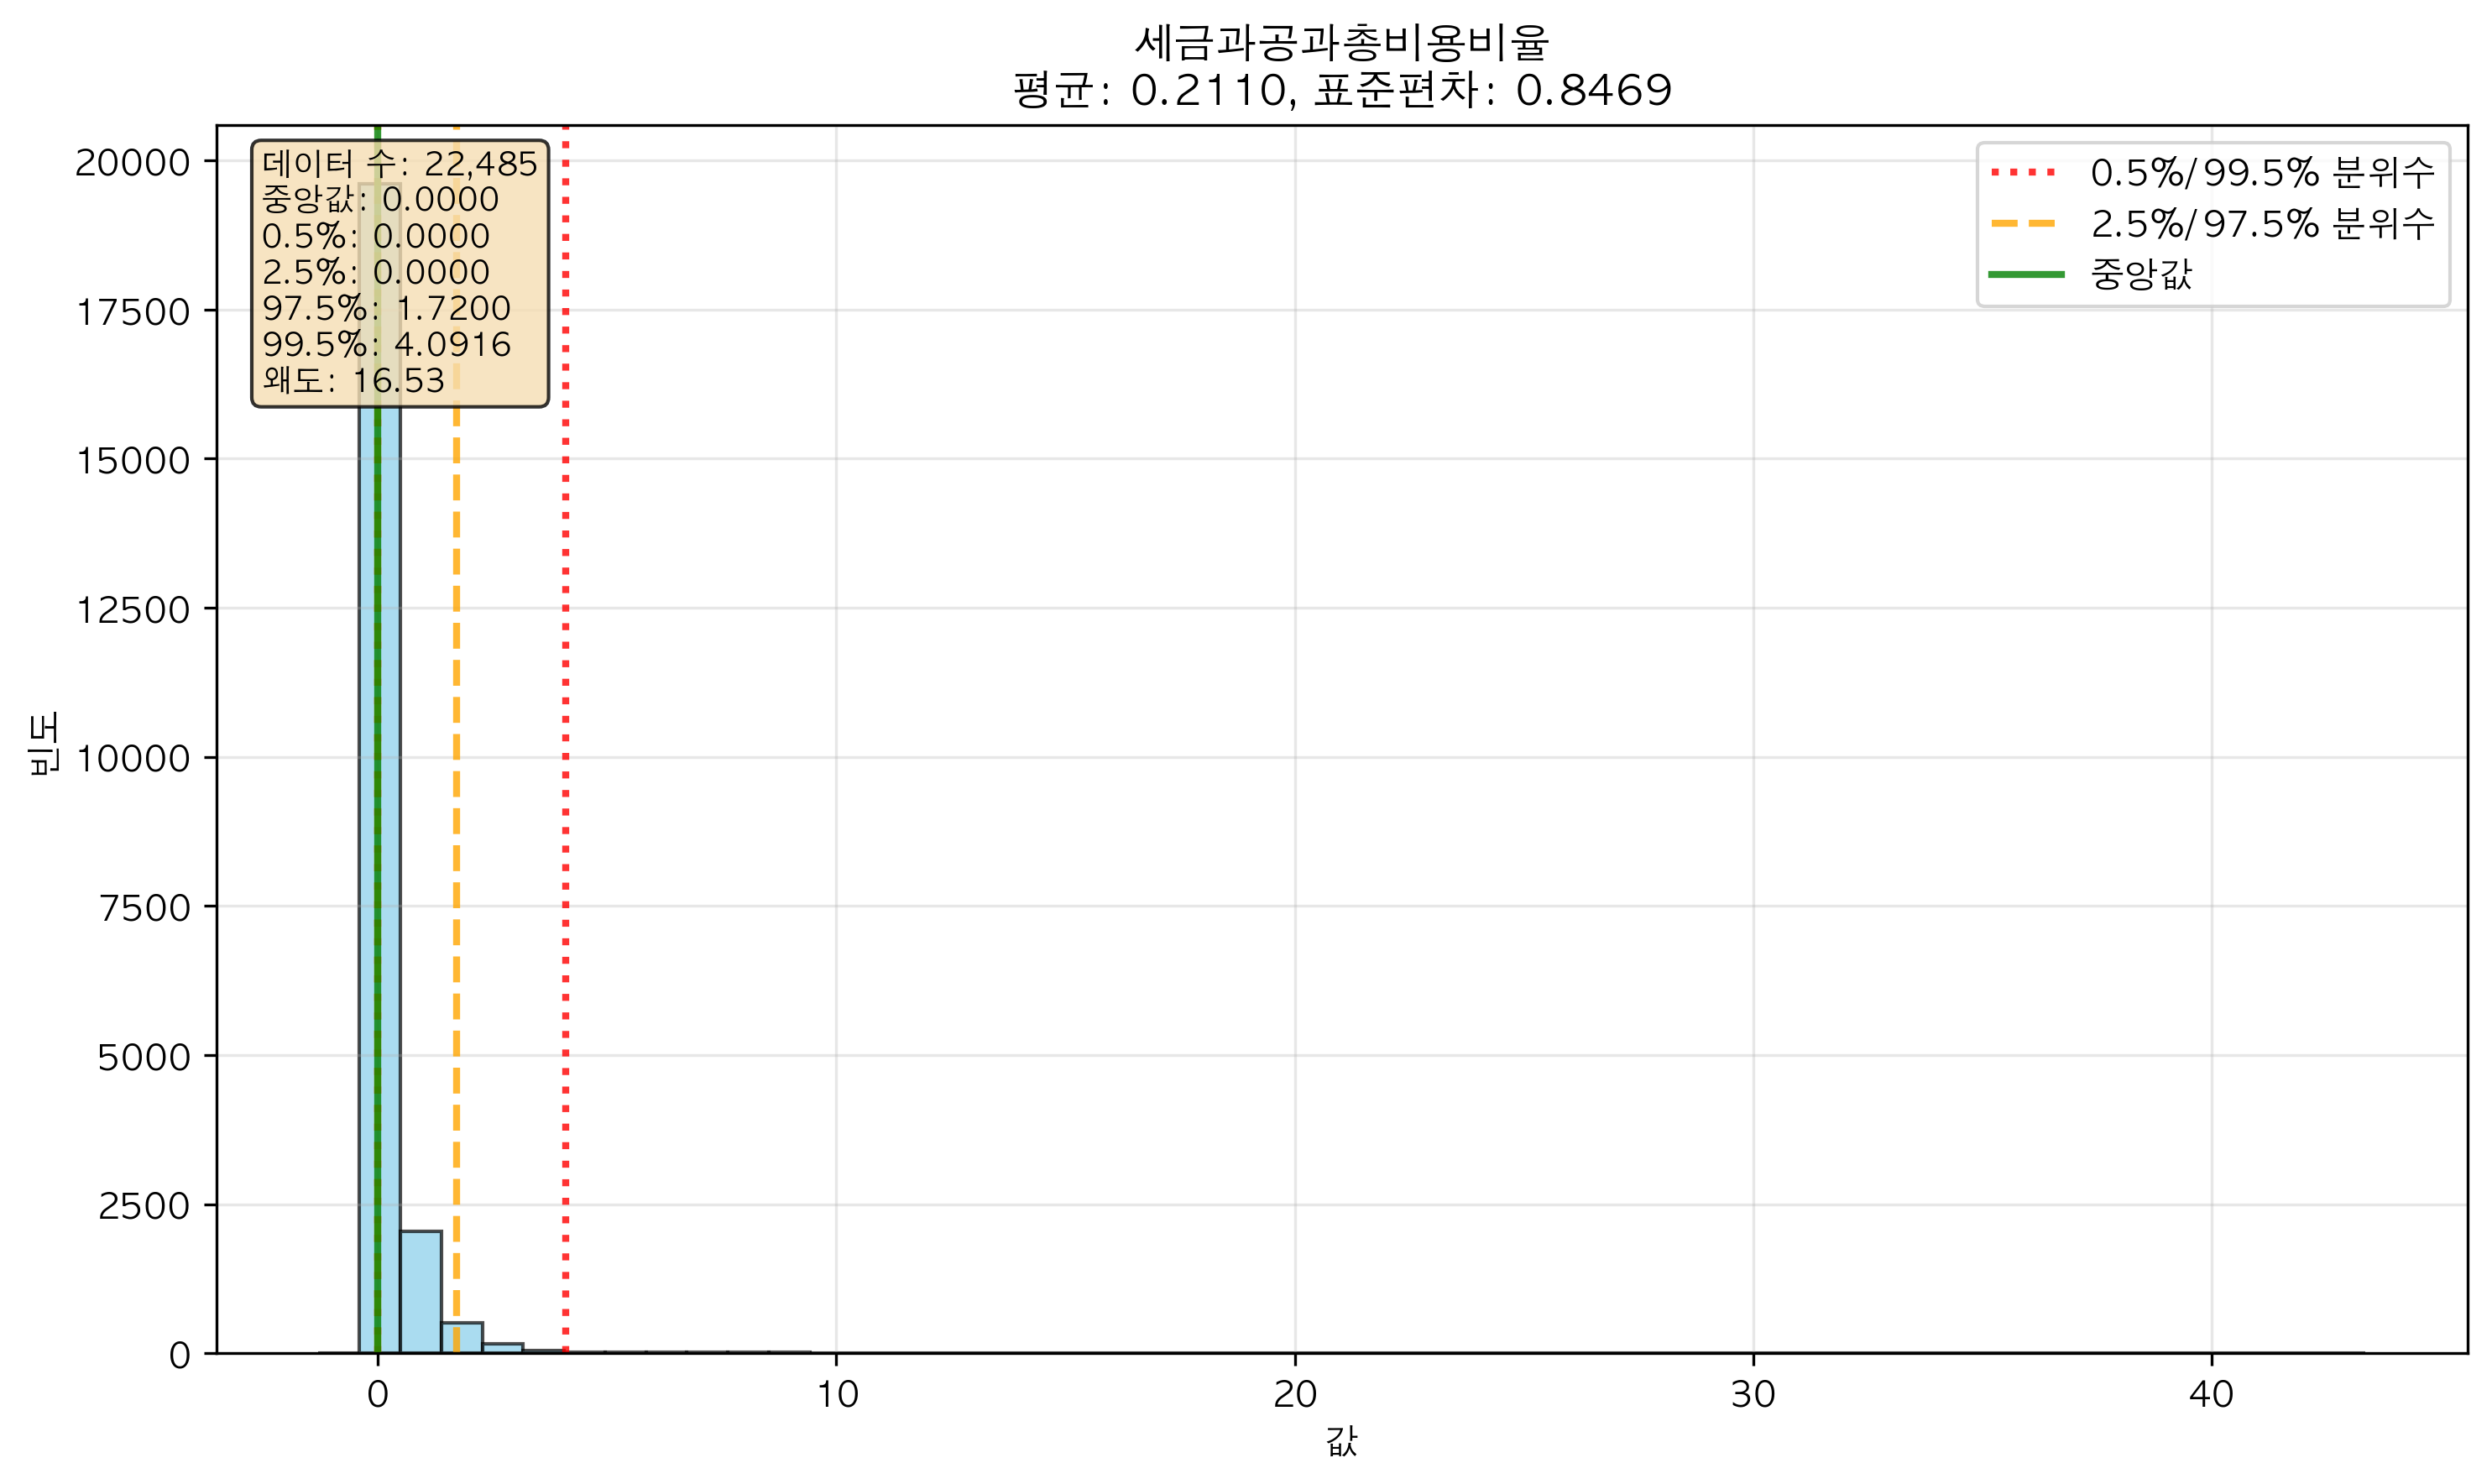 세금과공과총비용비율
평균: 0.2110, 표준편차: 0.8469
데이터 수: 22,485
중앙값: 0.0000
0.5%: 0.0000
2.5%: 0.0000
97.5%: 1.7200
99.5%: 4.0916
왜도: 16.53
0.5%/99.5% 분위수
2.5%/97.5% 분위수
중앙값
20000
17500
15000
12500
10000
7500
5000
2500
0
빈도
0 10 20 30 40
값